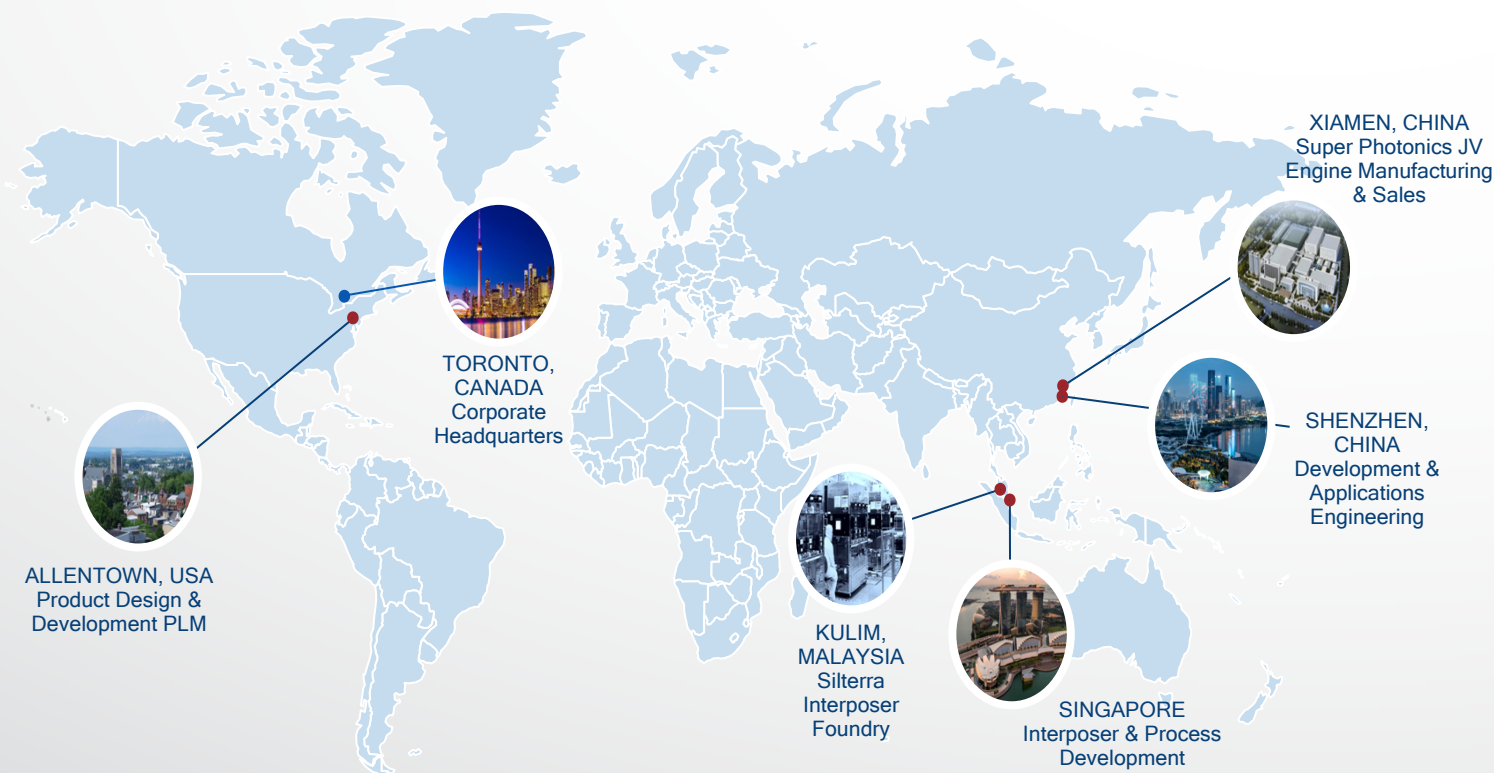 XIAMEN, CHINA
Super Photonics JV
Engine Manufacturing
& Sales
TORONTO,
CANADA
Corporate
Headquarters
SHENZHEN,
CHINA
Development &
Applications
Engineering
ALLENTOWN, USA
Product Design &
Development PLM
KULIM,
MALAYSIA
Silterra
Interposer
Foundry
SINGAPORE
Interposer & Process
Development